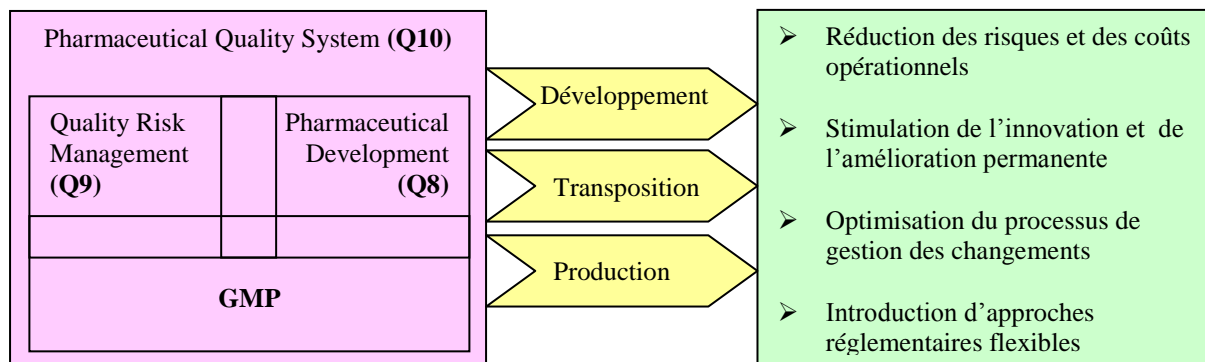 Pharmaceutical Quality System (Q10)
Quality Risk
Management
(Q9)
Pharmaceutical
Development
(Q8)
GMP
Développement
Transposition
Production
➢ Réduction des risques et des coûts
opérationnels
➢ Stimulation de l’innovation et de
l’amélioration permanente
➢ Optimisation du processus de
gestion des changements
➢ Introduction d’approches
réglementaires flexibles